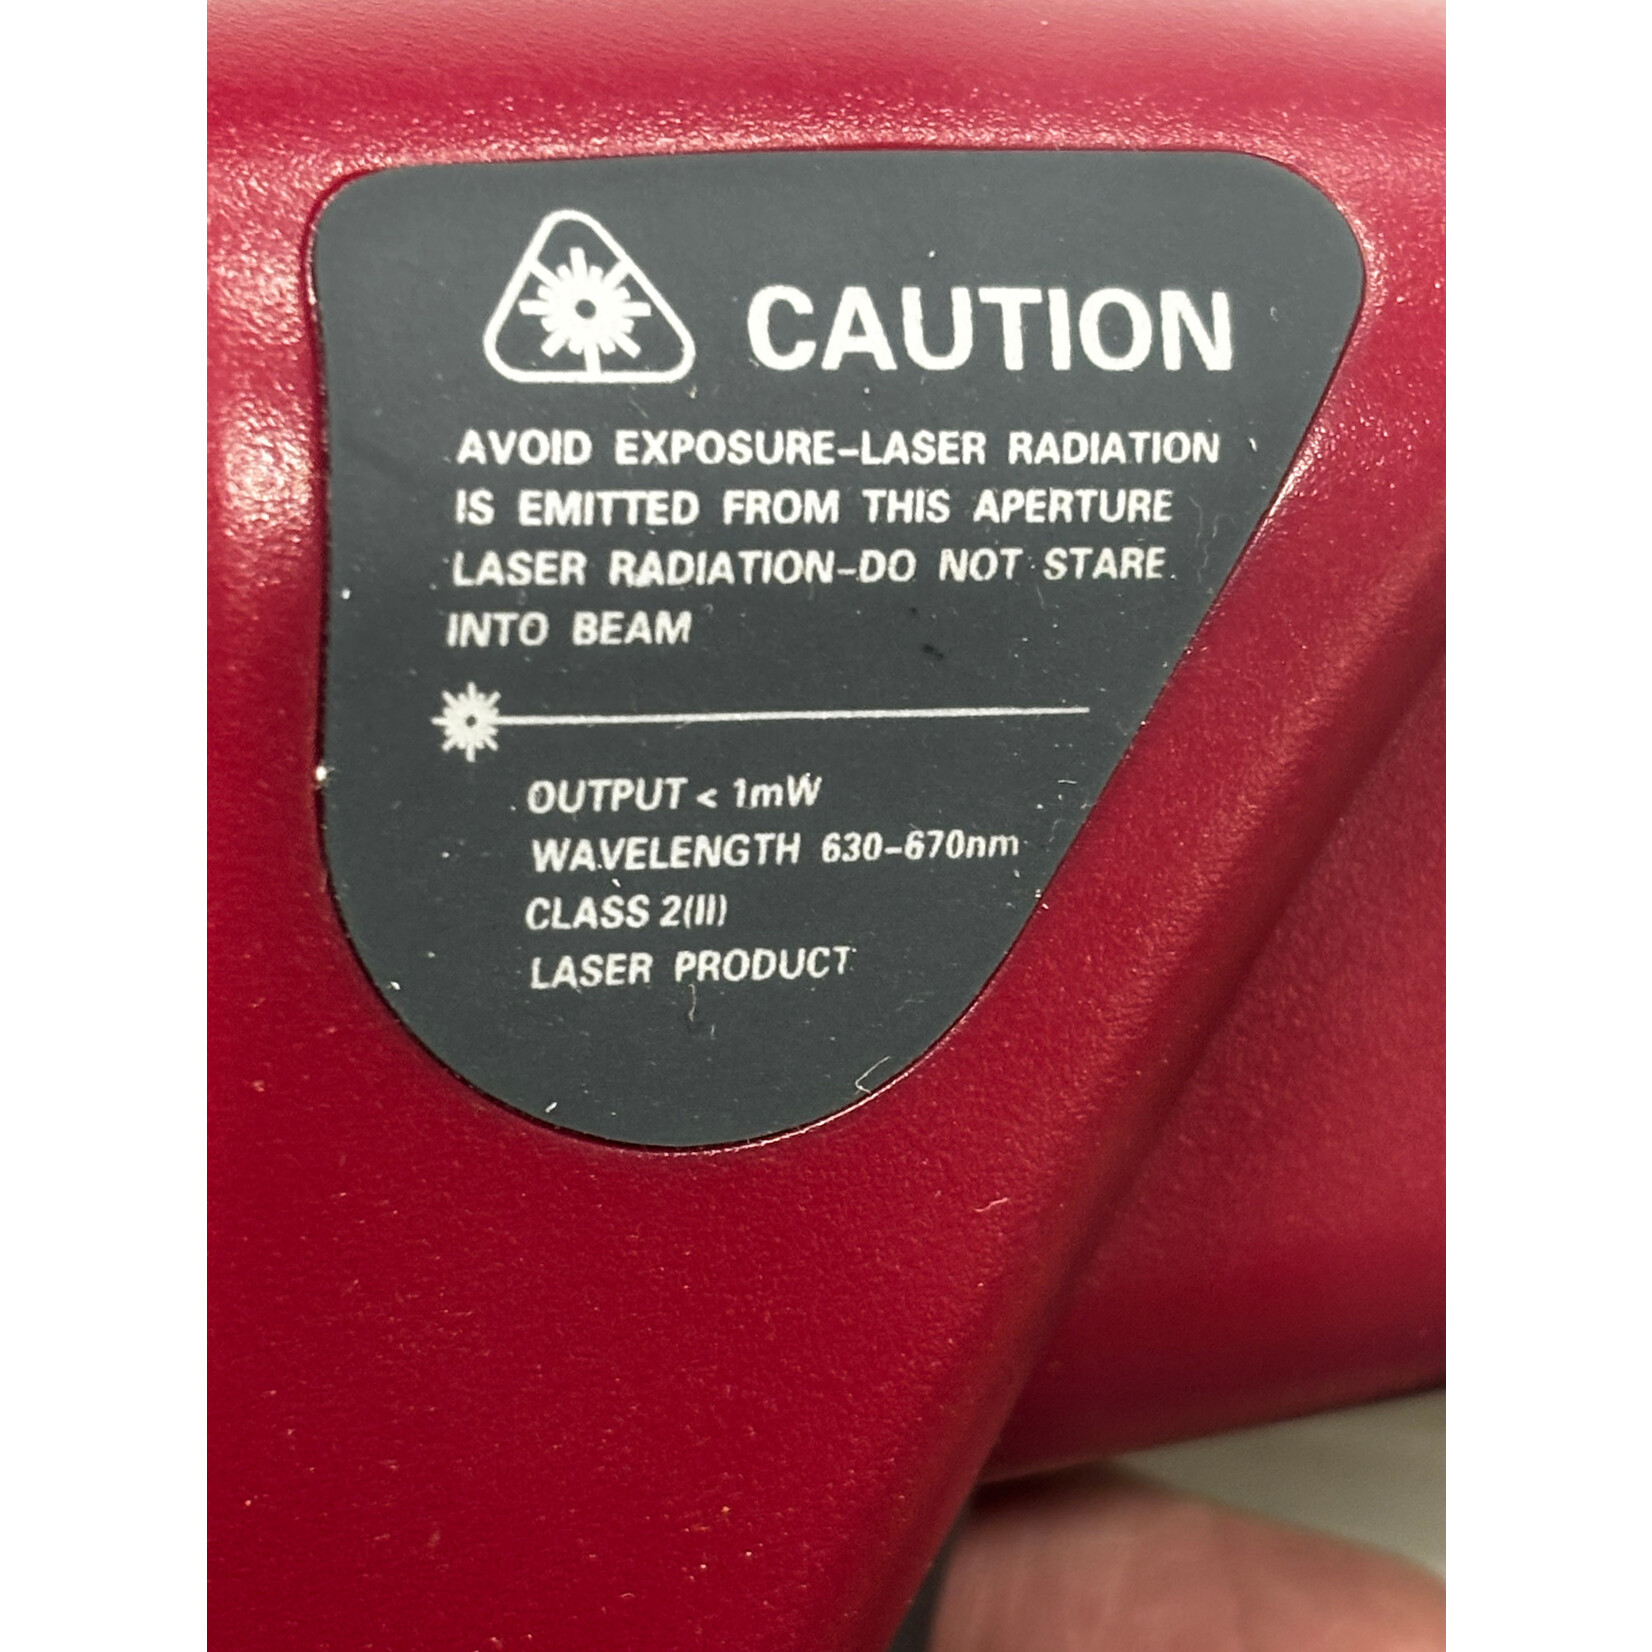 CAUTION
AVOID EXPOSURE-LASER RADIATION
IS EMITTED FROM THIS APERTURE
LASER RADIATION-DO NOT STARE
INTO BEAM
OUTPUT < 1mW
WAVELENGTH 630-670nm
CLASS 2(II)
LASER PRODUCT